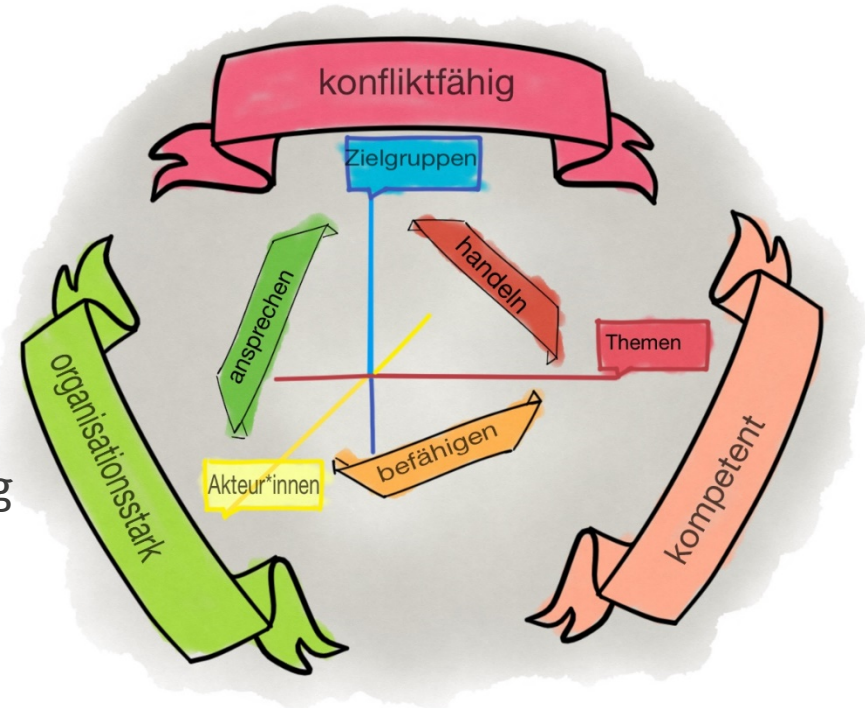 konfliktfähig
Zielgruppen
ansprechen
handeln
Themen
organisationsstark
befähigen
Akteur*innen
kompetent
g